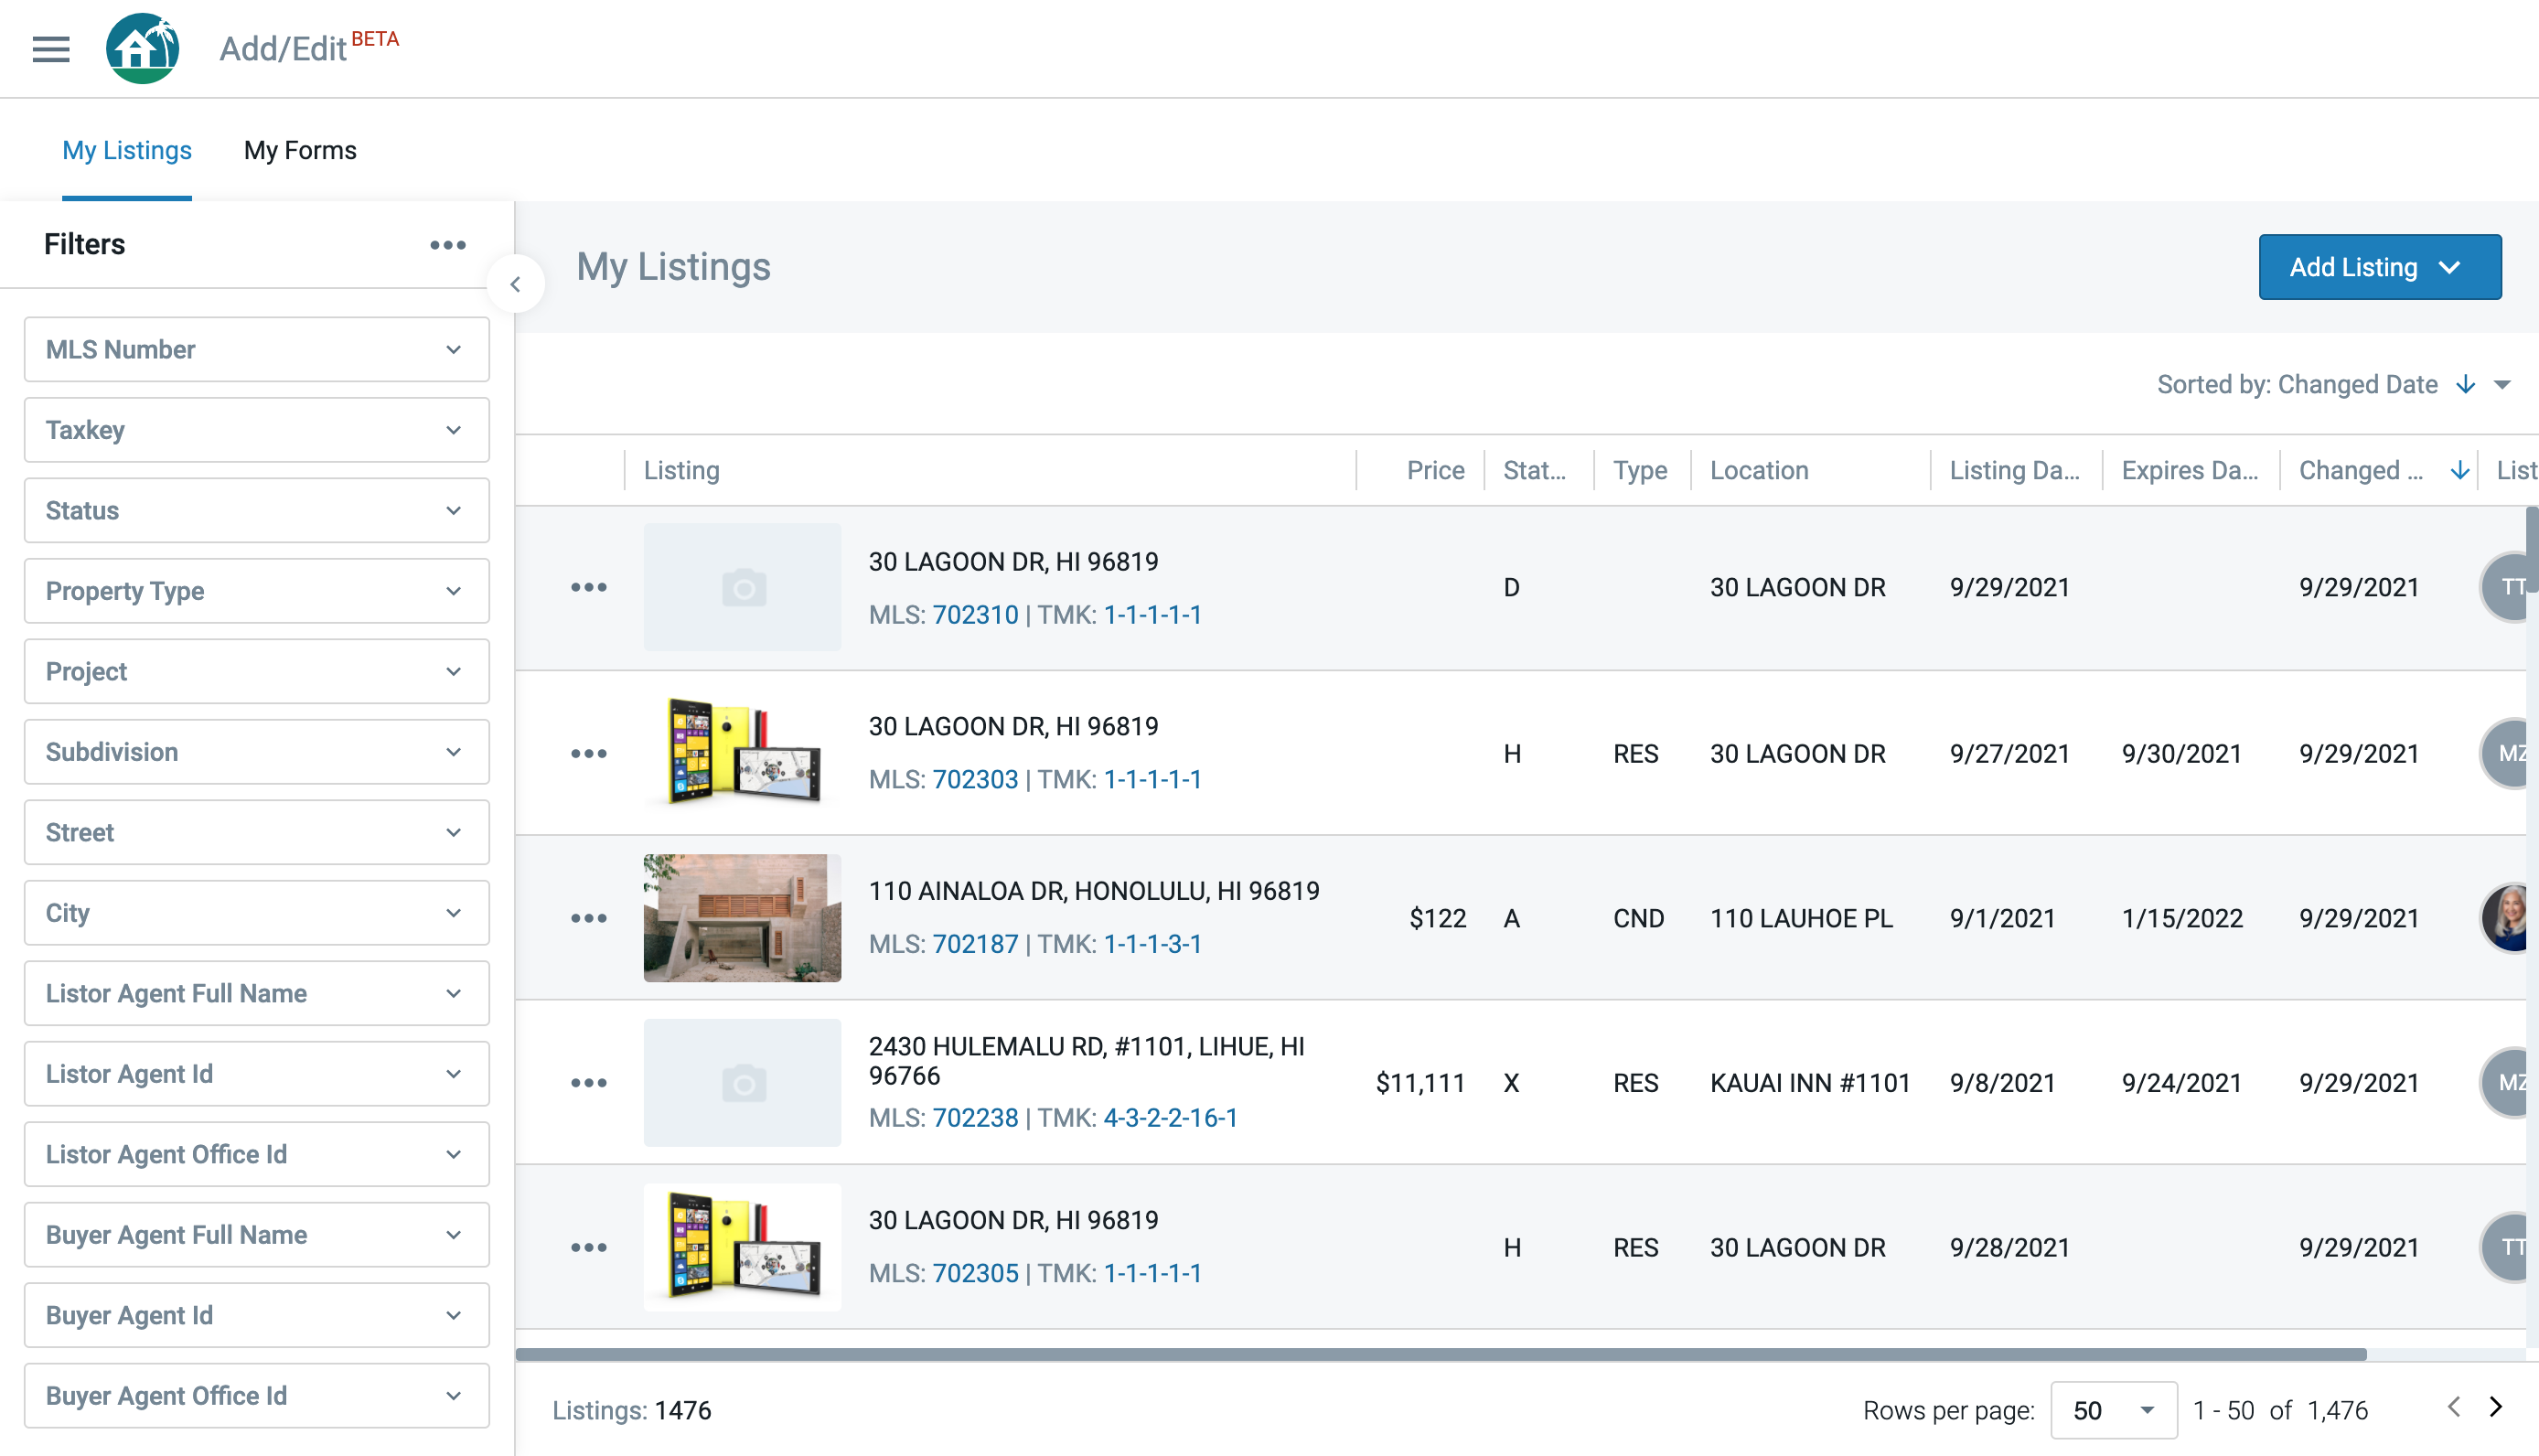 Add/Edit BETA
My Listings My Forms
Filters
MLS Number
Taxkey
Status
Property Type
Project
Subdivision
Street
City
Listor Agent Full Name
Listor Agent Id
Listor Agent Office Id
Buyer Agent Full Name
Buyer Agent Id
Buyer Agent Office Id
My Listings
Add Listing
Sorted by: Changed Date
Listing Price Stat... Type Location Listing Da... Expires Da... Changed ... List
30 LAGOON DR, HI 96819
MLS: 702310 | TMK: 1-1-1-1-1
D 30 LAGOON DR 9/29/2021 9/29/2021 TT
30 LAGOON DR, HI 96819
MLS: 702303 | TMK: 1-1-1-1-1
H RES 30 LAGOON DR 9/27/2021 9/30/2021 9/29/2021 MZ
110 AINALOA DR, HONOLULU, HI 96819
MLS: 702187 | TMK: 1-1-1-3-1
$122 A CND 110 LAUHOE PL 9/1/2021 1/15/2022 9/29/2021
2430 HULEMALU RD, #1101, LIHUE, HI
96766
MLS: 702238 | TMK: 4-3-2-2-16-1
$11,111 X RES KAUAI INN #1101 9/8/2021 9/24/2021 9/29/2021 MZ
30 LAGOON DR, HI 96819
MLS: 702305 | TMK: 1-1-1-1-1
H RES 30 LAGOON DR 9/28/2021 9/29/2021 TT
Listings: 1476
Rows per page: 50 1 - 50 of 1,476